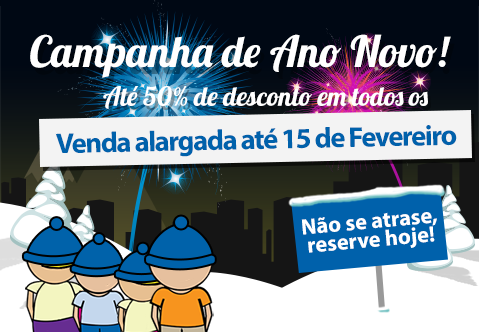 Campanha de Ano Novo!
Até 50% de desconto em todos os
Venda alargada até 15 de Fevereiro
Não se atrase,
reserve hoje!